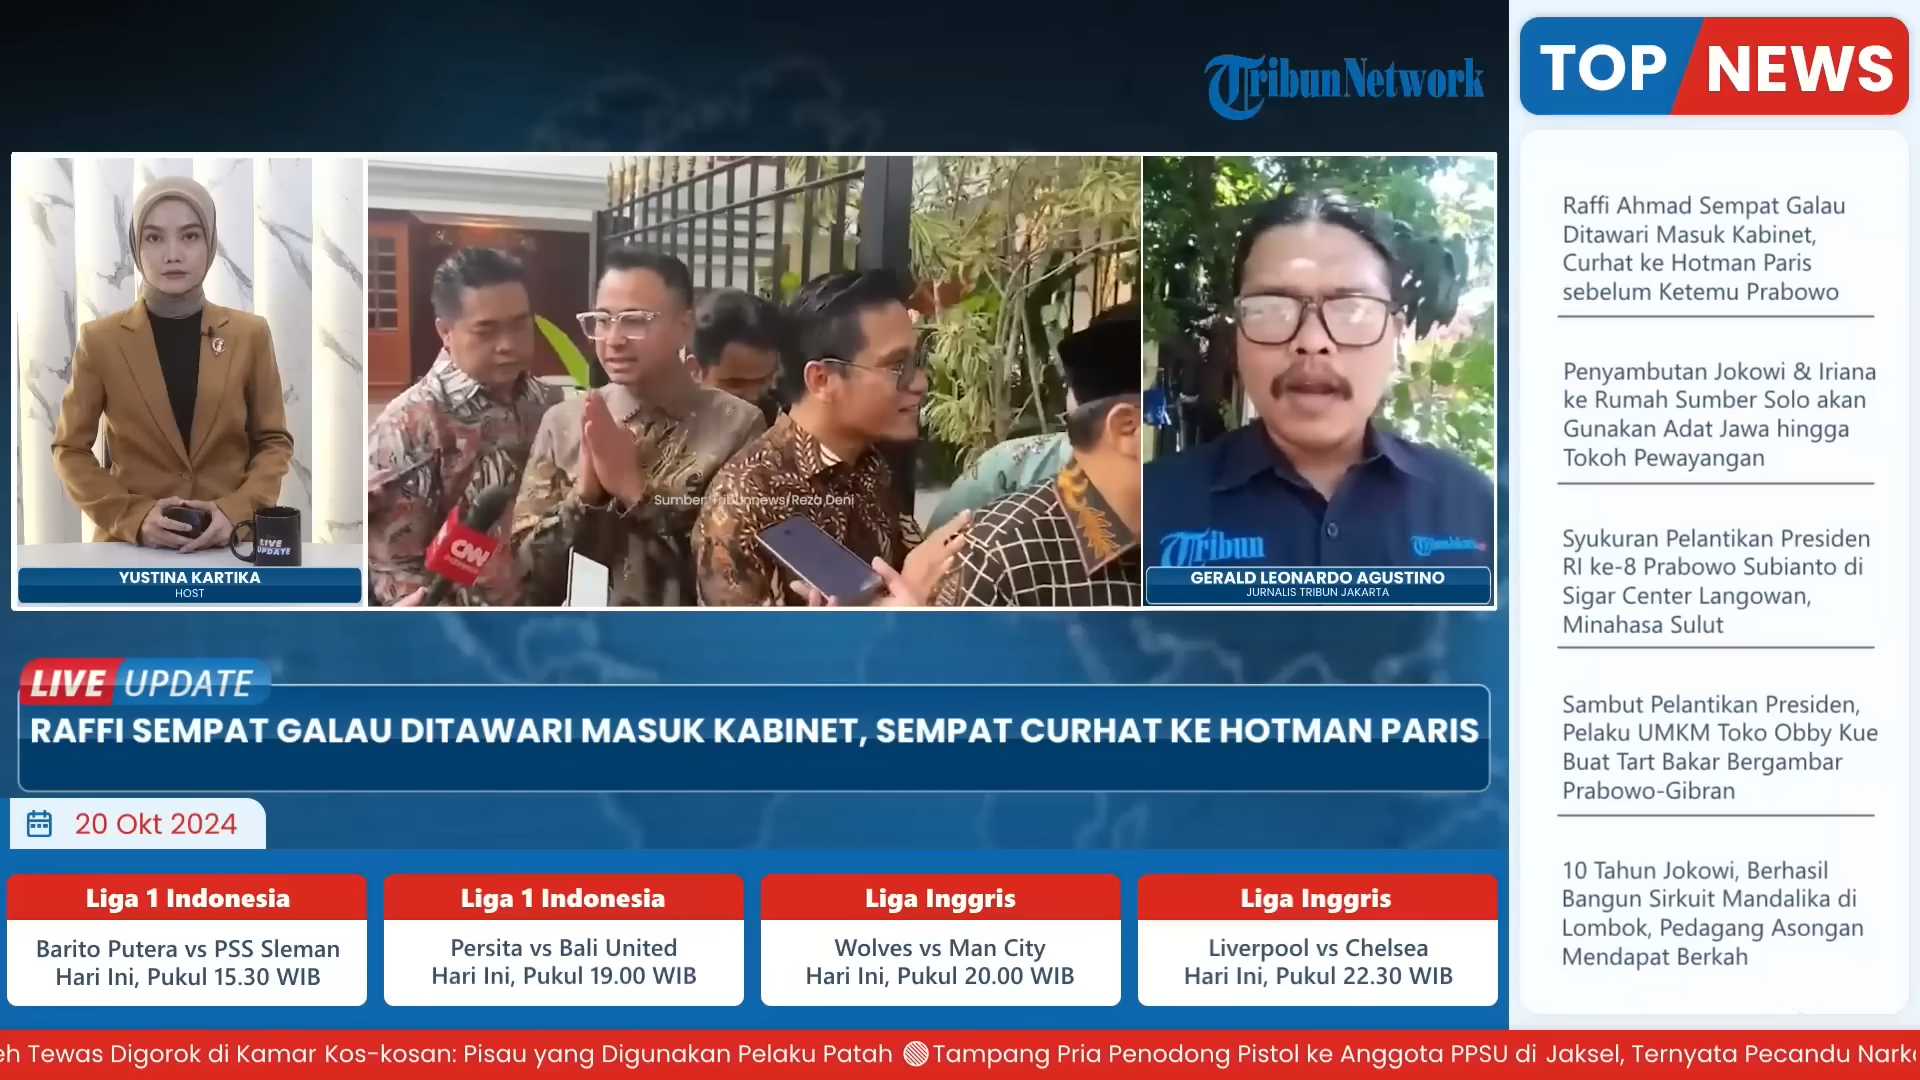 TribunNetwork
TOP NEWS
Raffi Ahmad Sempat Galau
Ditawari Masuk Kabinet,
Curhat ke Hotman Paris
sebelum Ketemu Prabowo
Penyambutan Jokowi & Iriana
ke Rumah Sumber Solo akan
Gunakan Adat Jawa hingga
Tokoh Pewayangan
Syukuran Pelantikan Presiden
RI ke-8 Prabowo Subianto di
Sigar Center Langowan,
Minahasa Sulut
Sambut Pelantikan Presiden,
Pelaku UMKM Toko Obby Kue
Buat Tart Bakar Bergambar
Prabowo-Gibran
10 Tahun Jokowi, Berhasil
Bangun Sirkuit Mandalika di
Lombok, Pedagang Asongan
Mendapat Berkah
LIVE
UPDATE
YUSTINA KARTIKA
HOST
Sumber: Tribunnews/Reza Deni
CNN
Tribun
GERALD LEONARDO AGUSTINO
JURNALIS TRIBUN JAKARTA
LIVE UPDATE
RAFFI SEMPAT GALAU DITAWARI MASUK KABINET, SEMPAT CURHAT KE HOTMAN PARIS
20 Okt 2024
Liga 1 Indonesia
Barito Putera vs PSS Sleman
Hari Ini, Pukul 15.30 WIB
Liga 1 Indonesia
Persita vs Bali United
Hari Ini, Pukul 19.00 WIB
Liga Inggris
Wolves vs Man City
Hari Ini, Pukul 20.00 WIB
Liga Inggris
Liverpool vs Chelsea
Hari Ini, Pukul 22.30 WIB
eh Tewas Digorok di Kamar Kos-kosan: Pisau yang Digunakan Pelaku Patah Tampang Pria Penodong Pistol ke Anggota PPSU di Jaksel, Ternyata Pecandu Nark